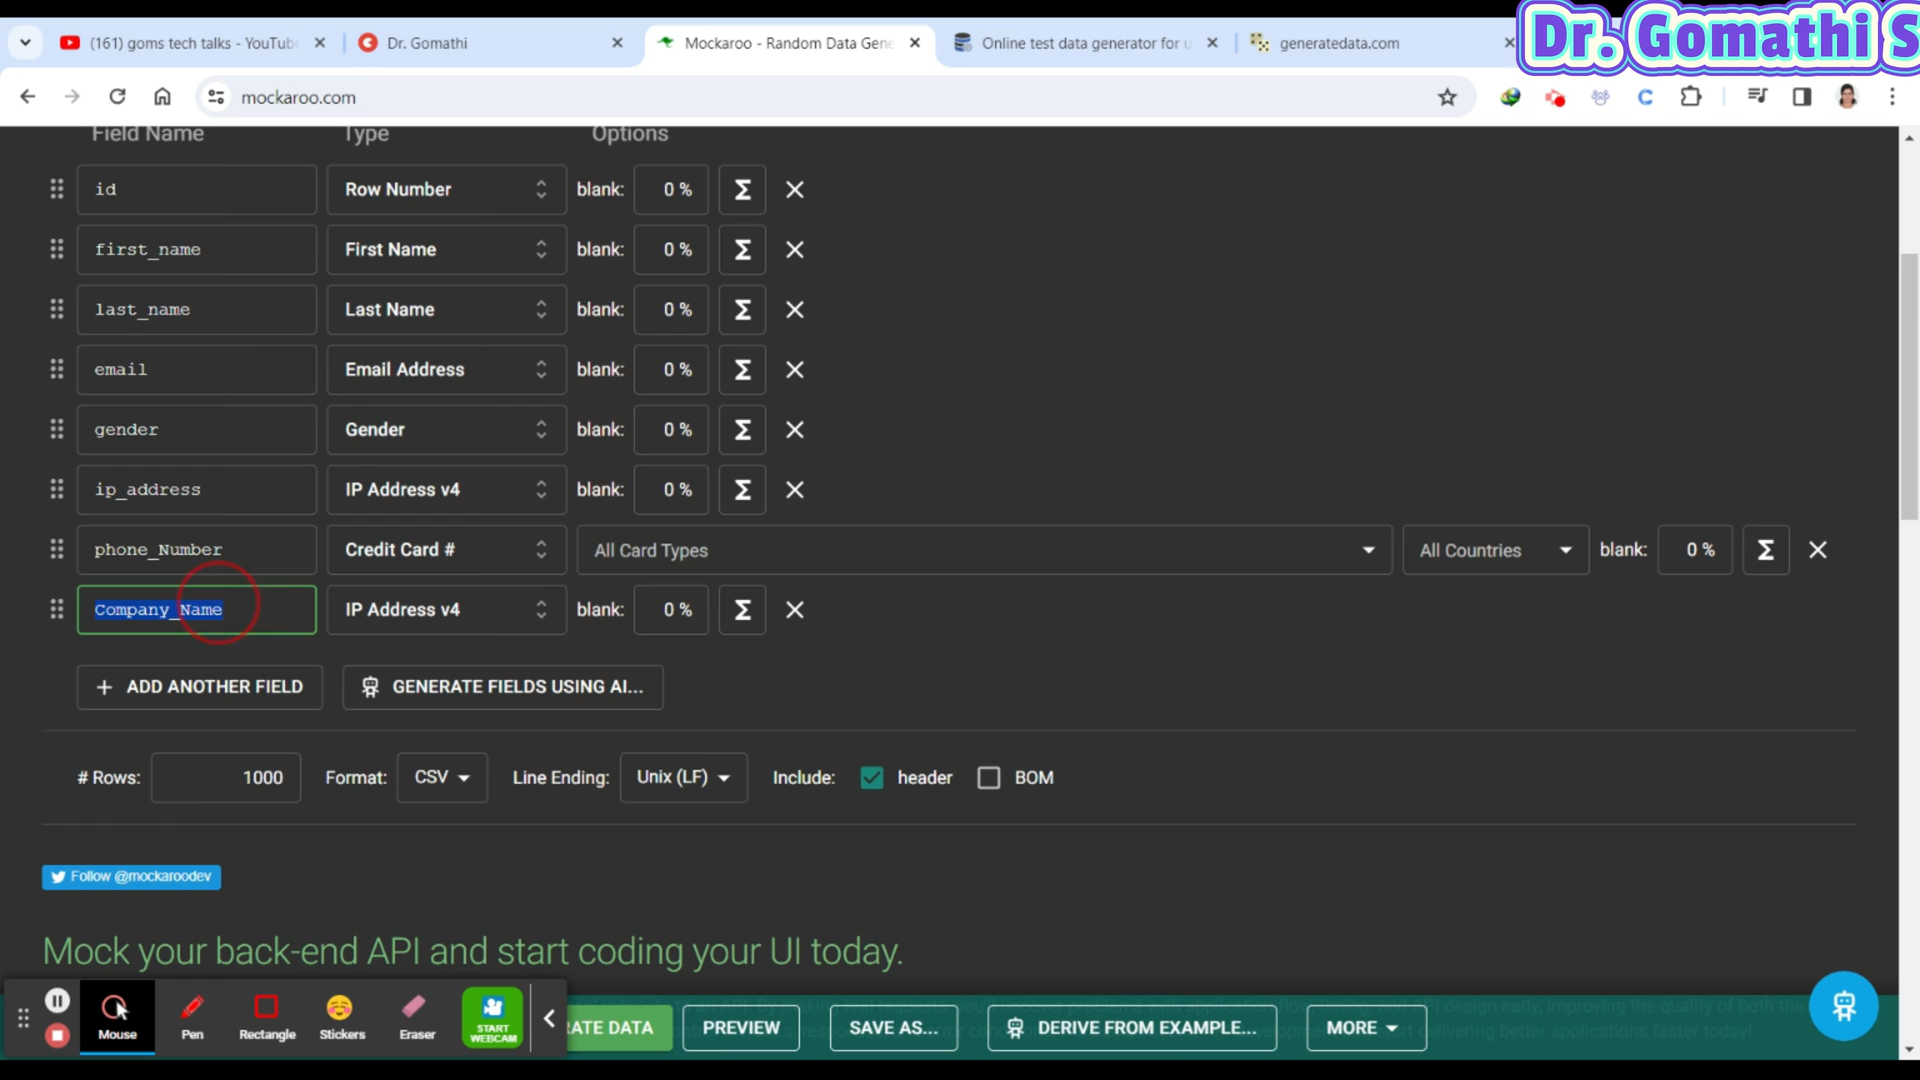 (161) goms tech talks - YouTub
Dr. Gomathi
Mockaroo - Random Data Gene
Online test data generator for u
generatedata.com
Dr. Gomathi S
mockaroo.com
Field Name Type Options
id Row Number blank: 0 % Σ
first_name First Name blank: 0 % Σ
last_name Last Name blank: 0 % Σ
email Email Address blank: 0 % Σ
gender Gender blank: 0 % Σ
ip_address IP Address v4 blank: 0 % Σ
phone_Number Credit Card # All Card Types All Countries blank: 0 % Σ
Company_Name IP Address v4 blank: 0 % Σ
+ ADD ANOTHER FIELD GENERATE FIELDS USING AI...
# Rows: 1000 Format: CSV Line Ending: Unix (LF) Include: header BOM
Follow @mockaroodev
Mock your back-end API and start coding your UI today.
Mouse Pen Rectangle Stickers Eraser START WEBCAM
RATE DATA PREVIEW SAVE AS... DERIVE FROM EXAMPLE... MORE